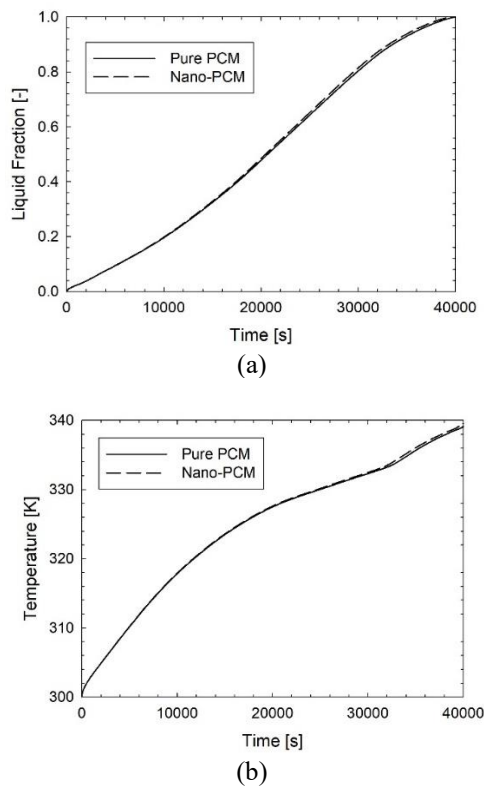 1.0
0.8
0.6
0.4
0.2
0.0
Liquid Fraction [-]
Pure PCM
Nano-PCM
0 10000 20000 30000 40000
Time [s]
(a)
340
330
320
310
300
Temperature [K]
Pure PCM
Nano-PCM
0 10000 20000 30000 40000
Time [s]
(b)